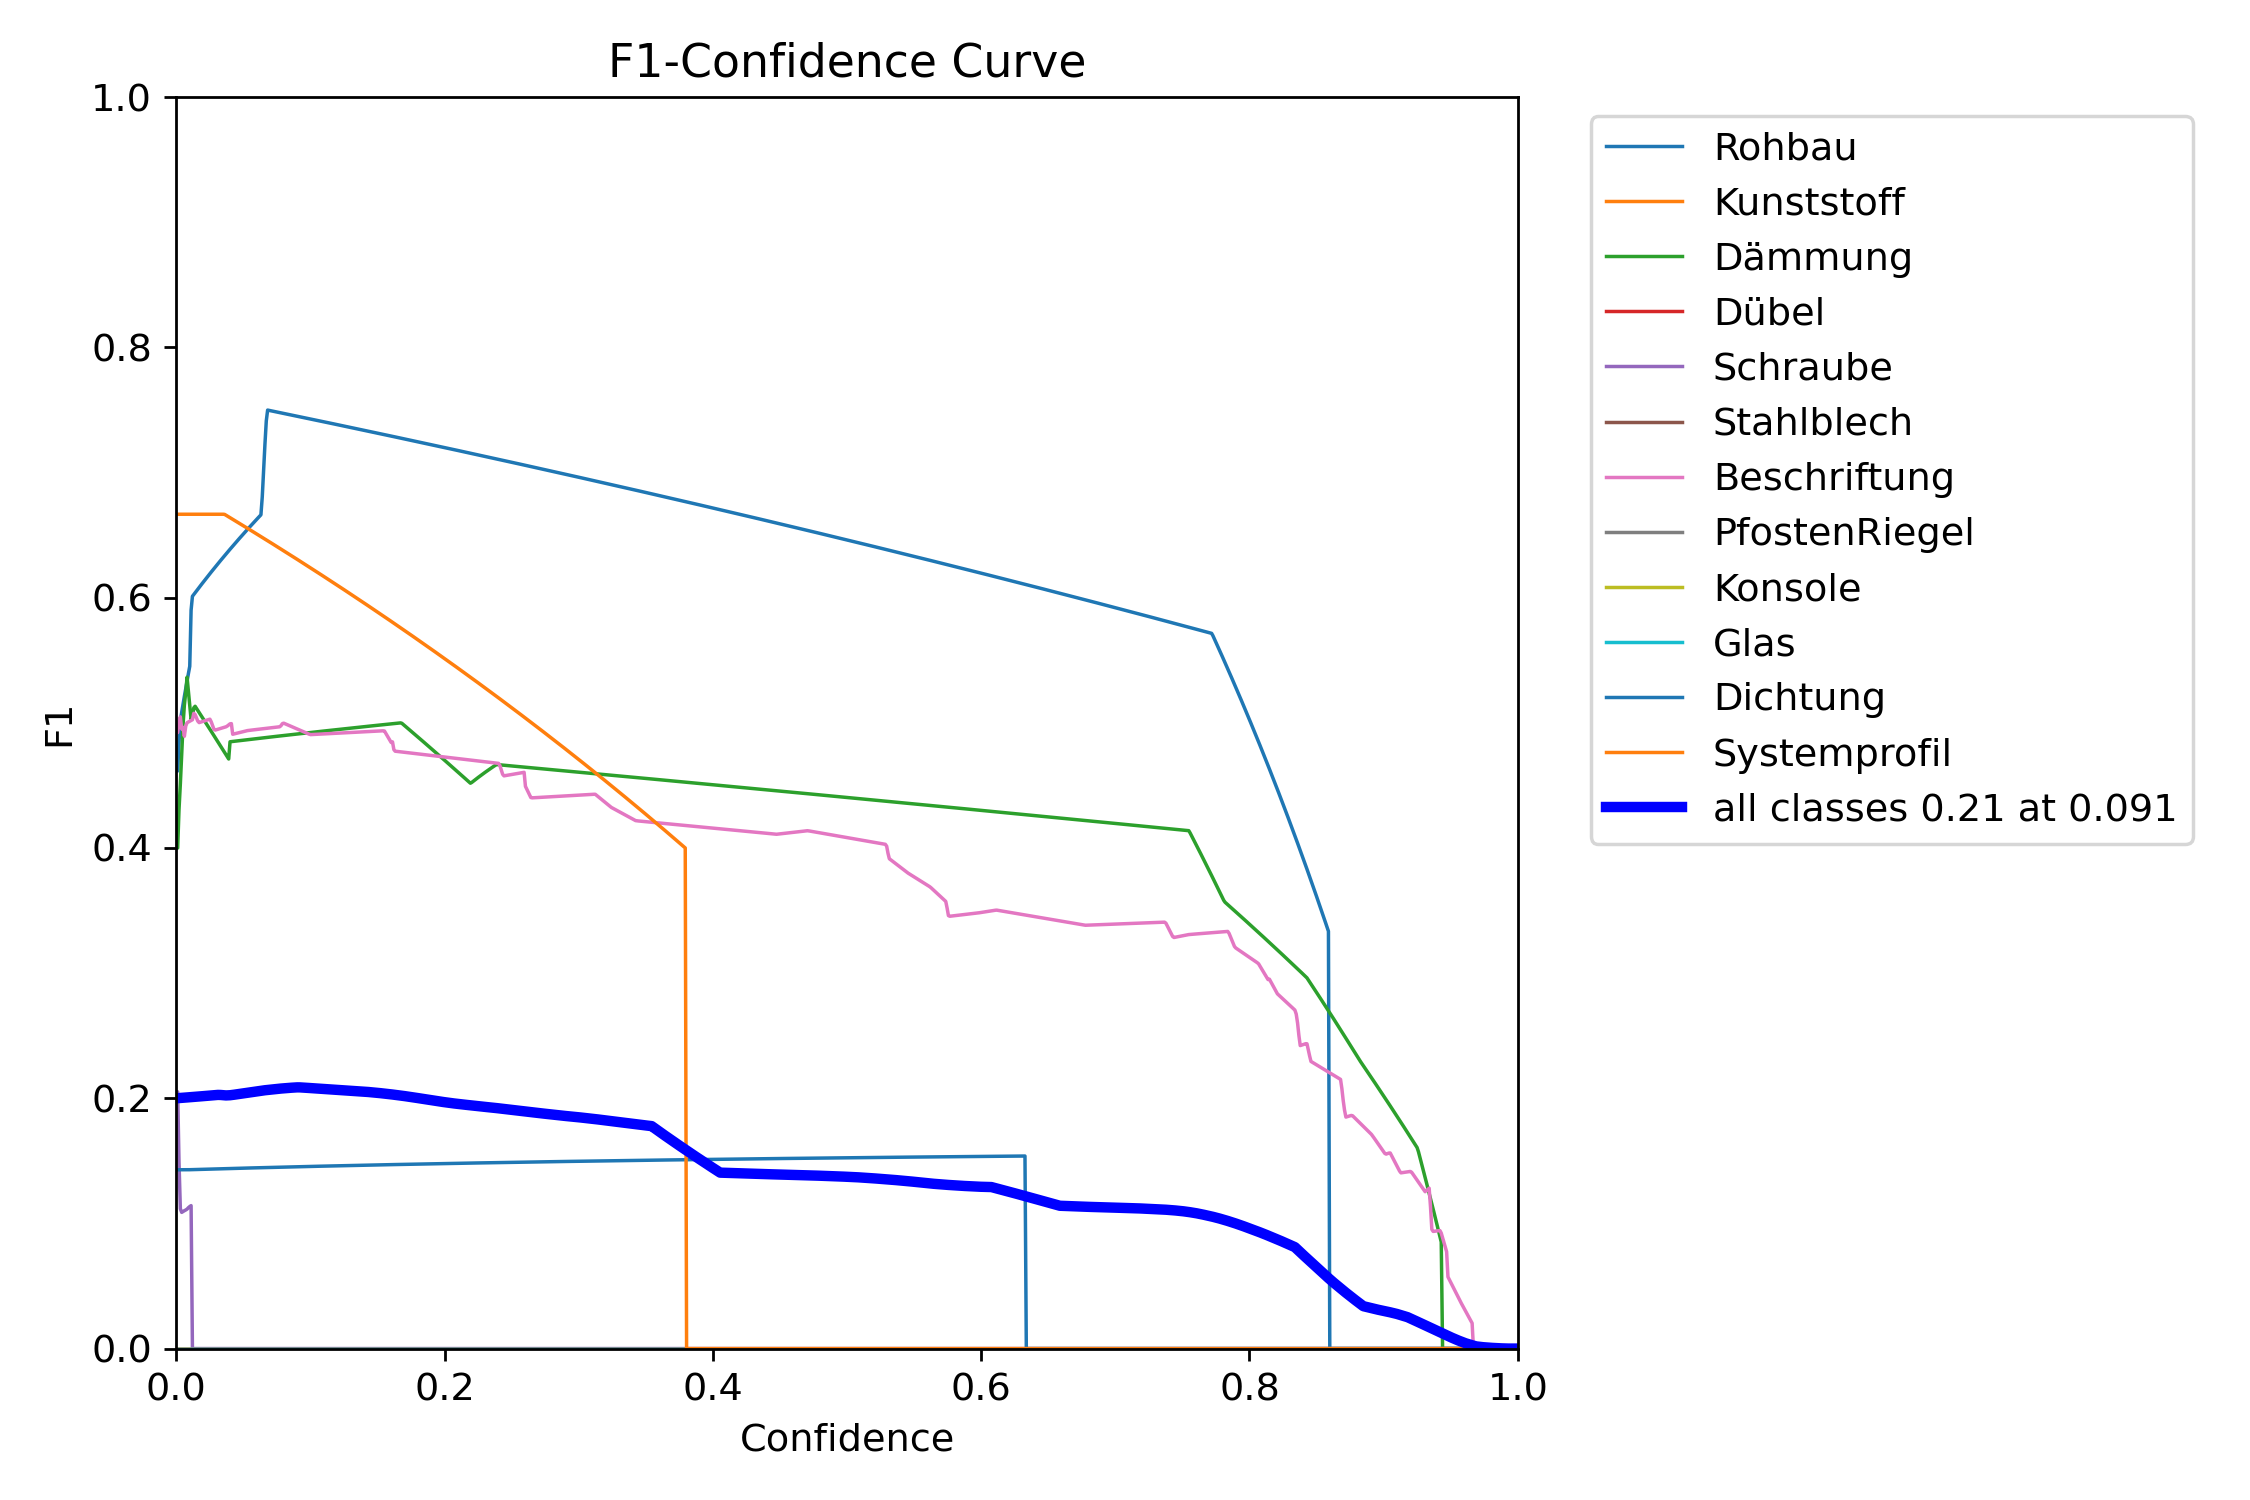 F1-Confidence Curve
1.0
0.8
0.6
0.4
0.2
0.0
F1
0.0 0.2 0.4 0.6 0.8 1.0
Confidence
Rohbau
Kunststoff
Dämmung
Dübel
Schraube
Stahlblech
Beschriftung
PfostenRiegel
Konsole
Glas
Dichtung
Systemprofil
all classes 0.21 at 0.091